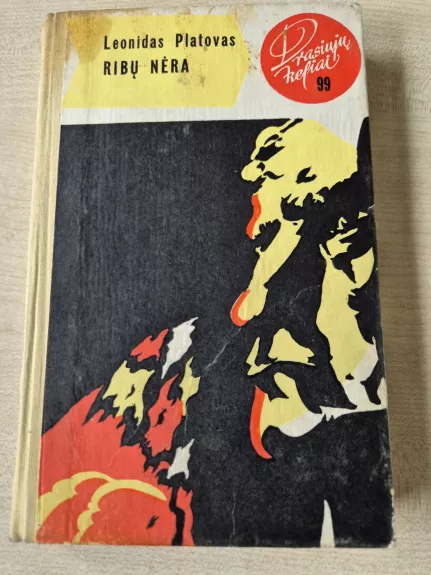 Leonidas Platovas
RIBŲ NĖRA
Drąsiųjų
keliai
99